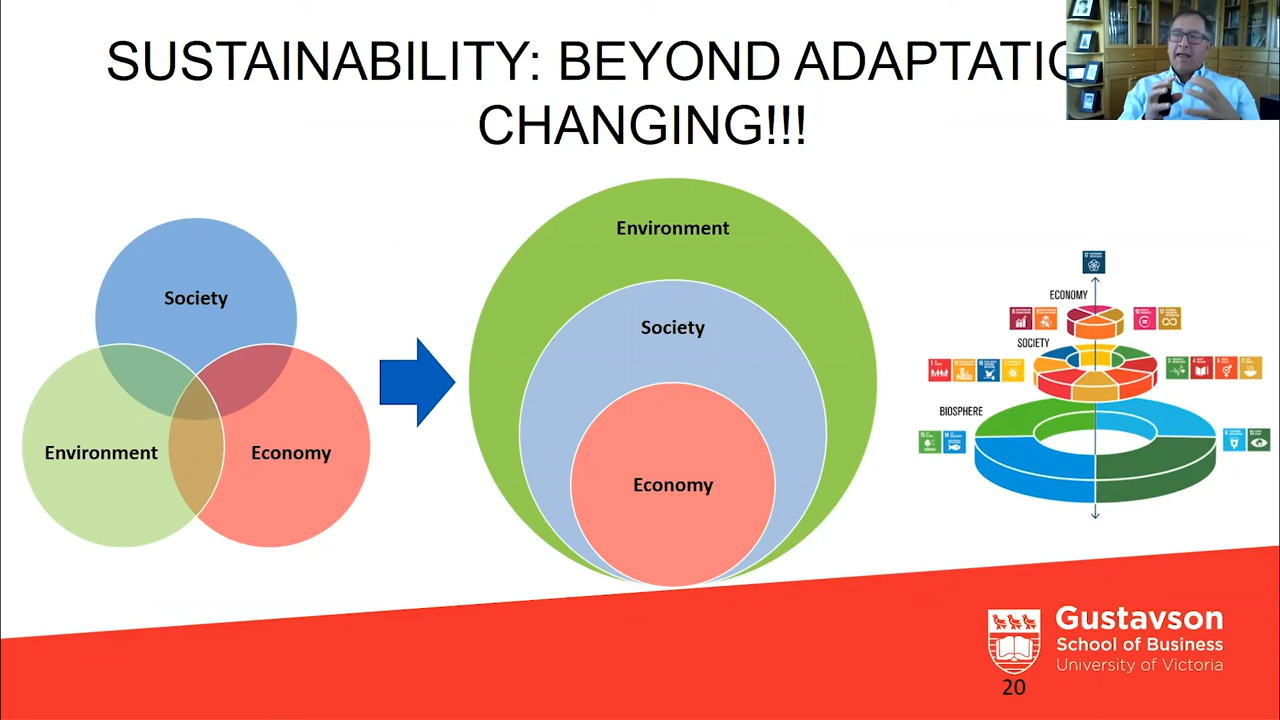 SUSTAINABILITY: BEYOND ADAPTATIO
CHANGING!!!
Society
Environment
Economy
Environment
Society
Economy
ECONOMY
SOCIETY
BIOSPHERE
Gustavson
School of Business
University of Victoria
20